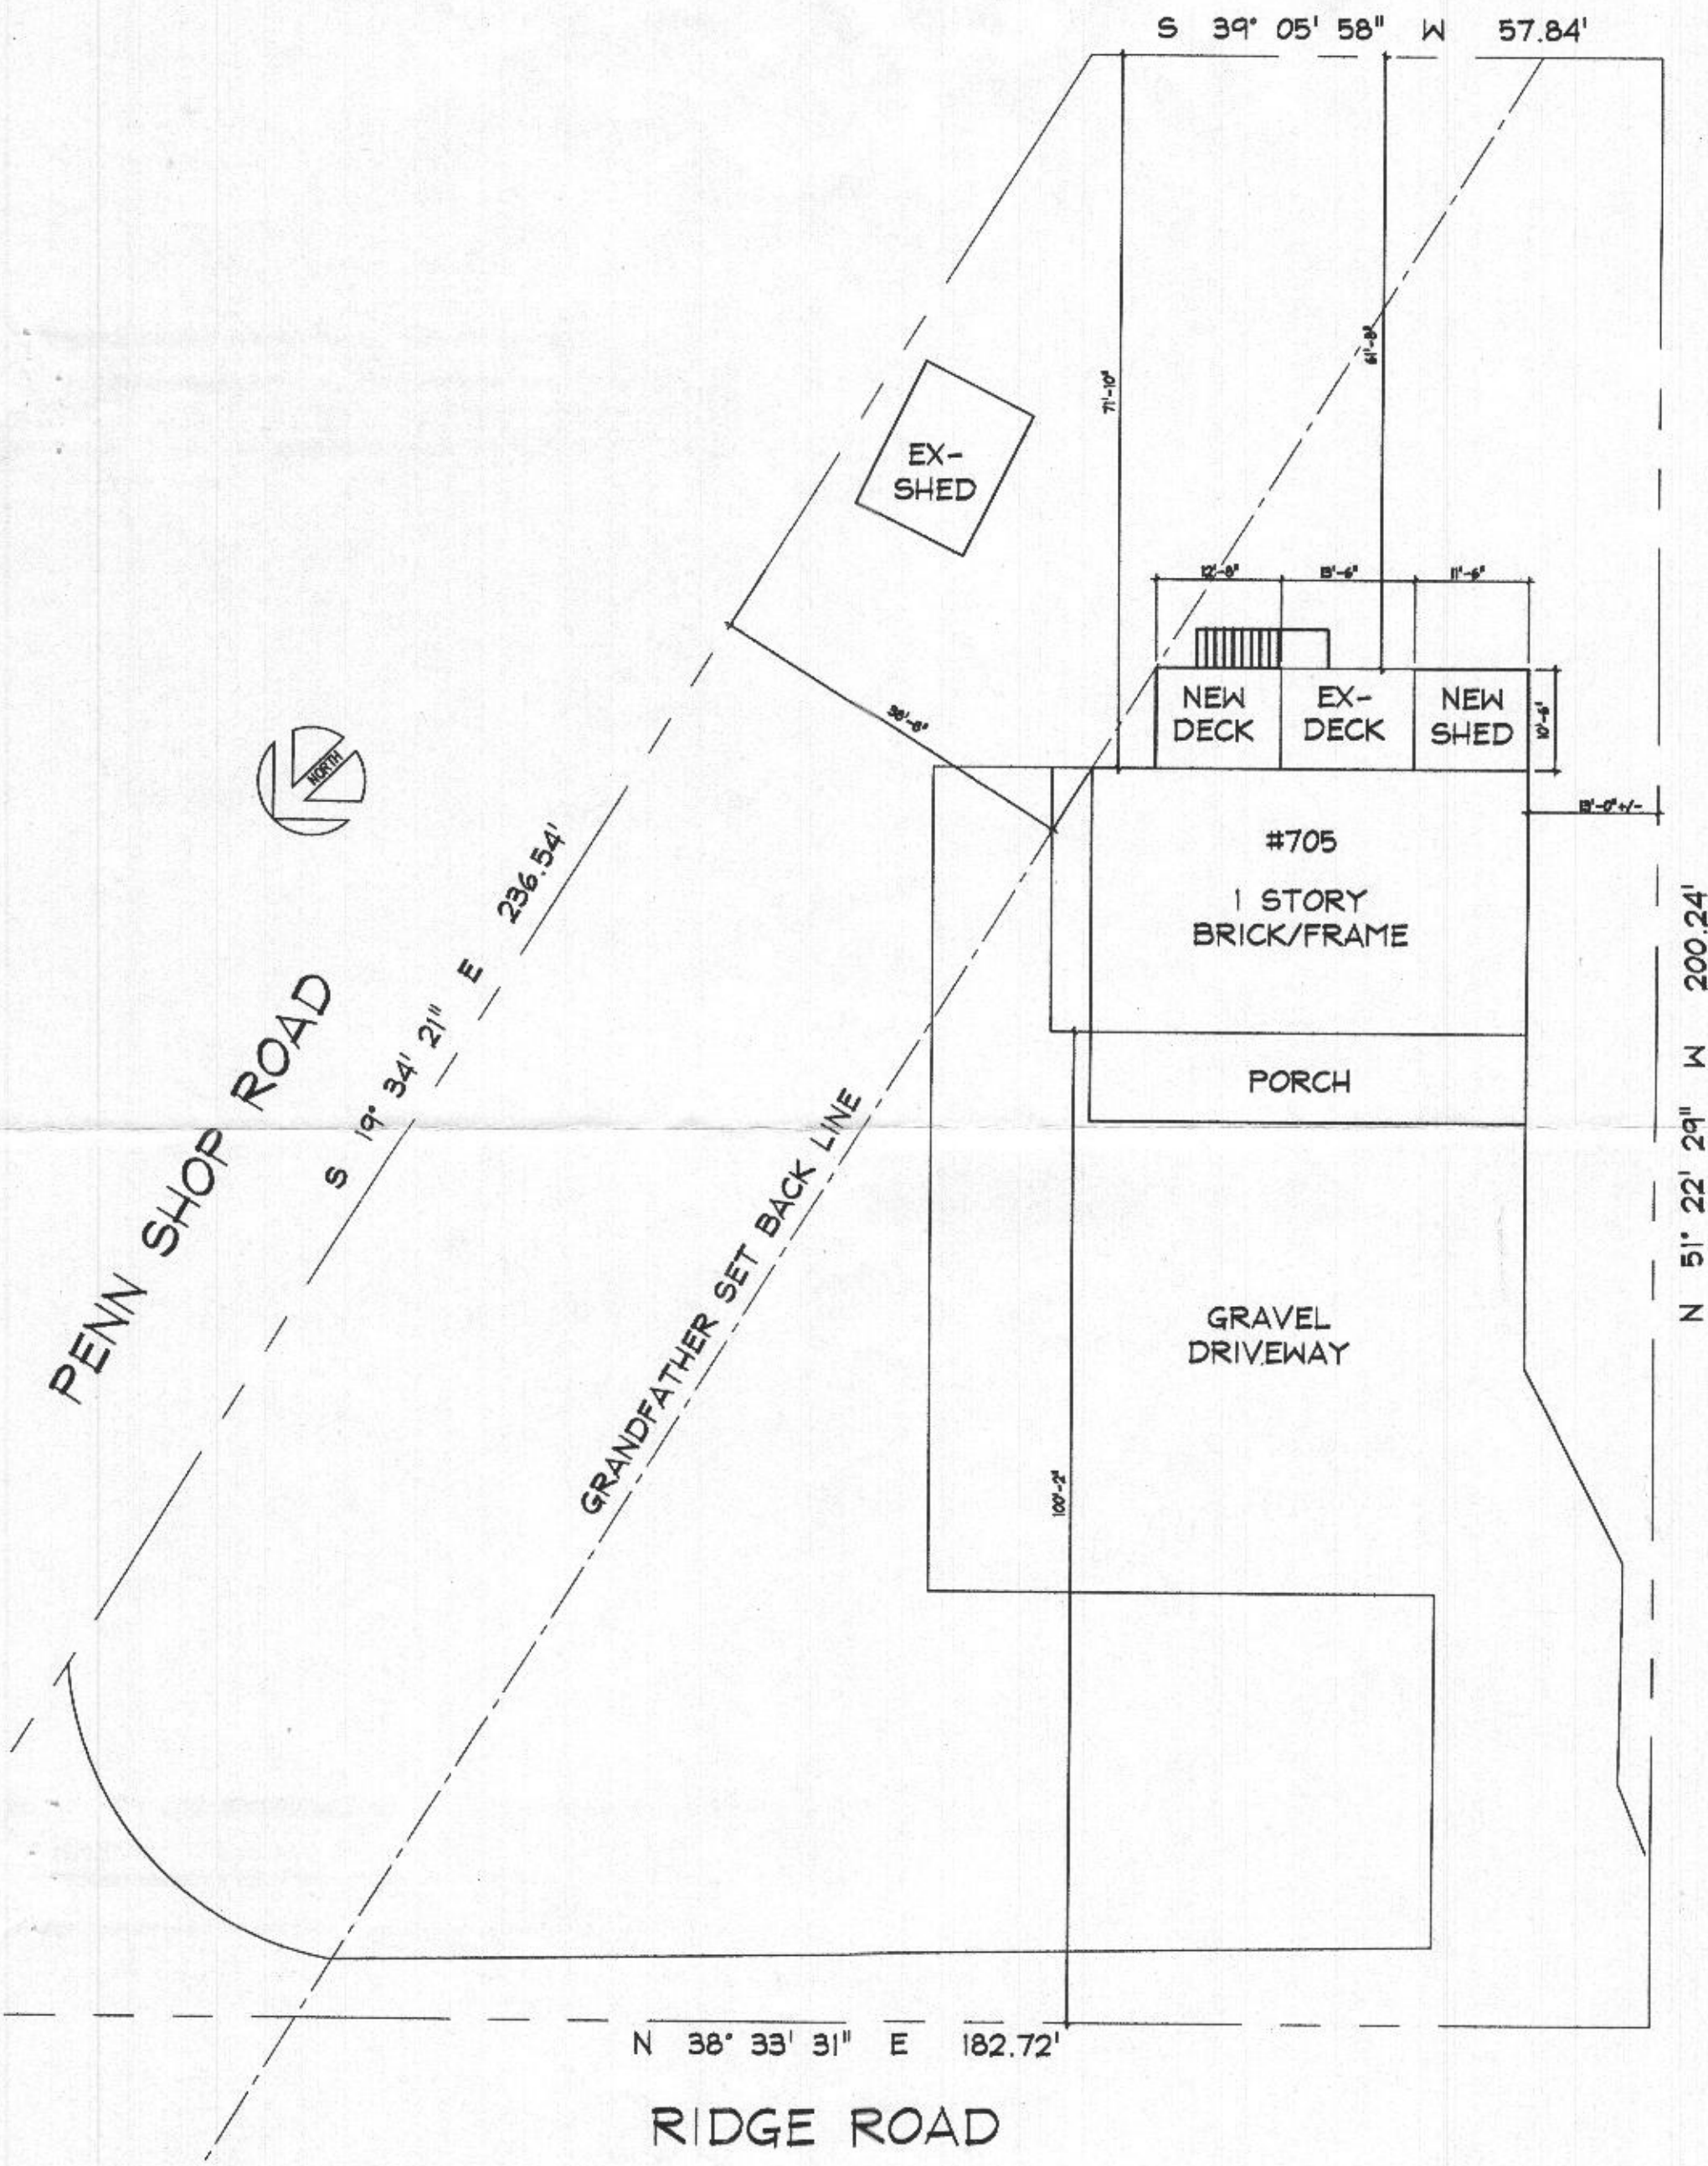 S 39° 05' 58" W 57.84'
61'-8"
71'-10"
EX-
SHED
12'-8"
13'-6"
11'-6"
NEW
DECK
EX-
DECK
NEW
SHED
10'-6"
NORTH
13'-0" +/-
#705
1 STORY
BRICK/FRAME
S 19° 34' 21" E 236.54'
N 51° 22' 29" W 200.24'
PENN SHOP ROAD
PORCH
GRANDFATHER SET BACK LINE
GRAVEL
DRIVEWAY
100'-2"
N 38° 33' 31" E 182.72'
RIDGE ROAD